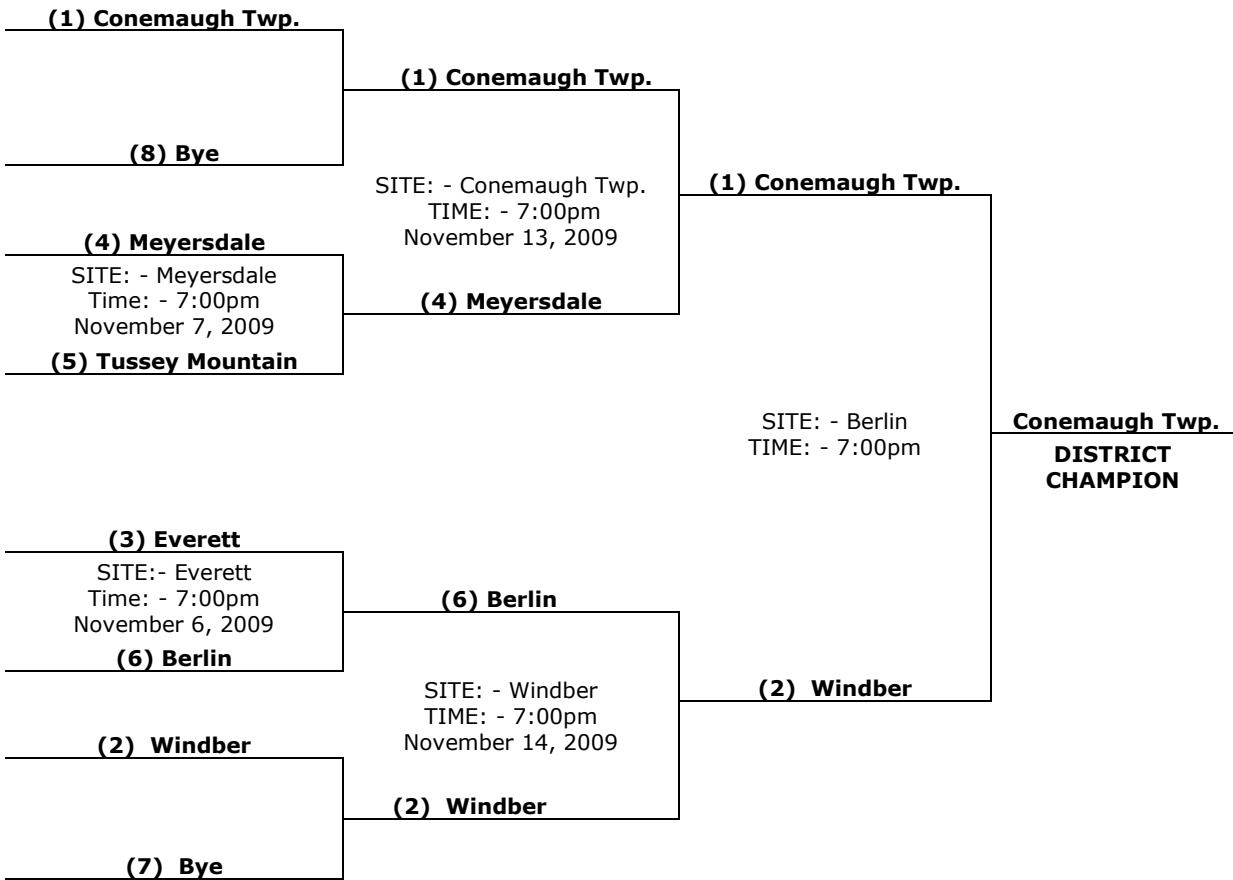 (1) Conemaugh Twp.
(8) Bye
(4) Meyersdale
SITE: - Meyersdale
Time: - 7:00pm
November 7, 2009
(5) Tussey Mountain
(3) Everett
SITE:- Everett
Time: - 7:00pm
November 6, 2009
(6) Berlin
(2) Windber
(7) Bye
(1) Conemaugh Twp.
SITE: - Conemaugh Twp.
TIME: - 7:00pm
November 13, 2009
(4) Meyersdale
(6) Berlin
SITE: - Windber
TIME: - 7:00pm
November 14, 2009
(2) Windber
(1) Conemaugh Twp.
SITE: - Berlin
TIME: - 7:00pm
(2) Windber
Conemaugh Twp.
DISTRICT
CHAMPION